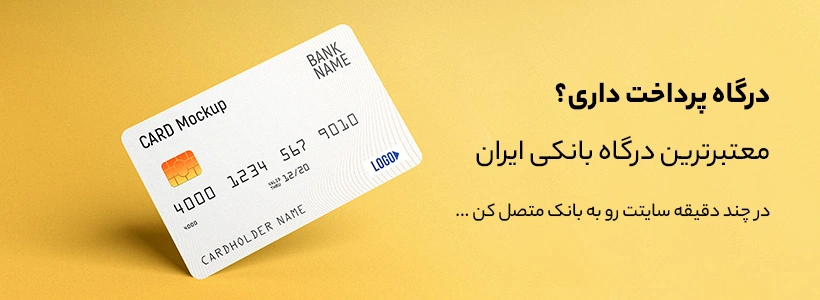 درگاه پرداخت داری؟
معتبرترین درگاه بانکی ایران
در چند دقیقه سایتت رو به بانک متصل کن ...
BANK
NAME
CARD Mockup
4000 1234 567 9010
4000
VALID
THRU
12/20
LOGO
CARDHOLDER NAME